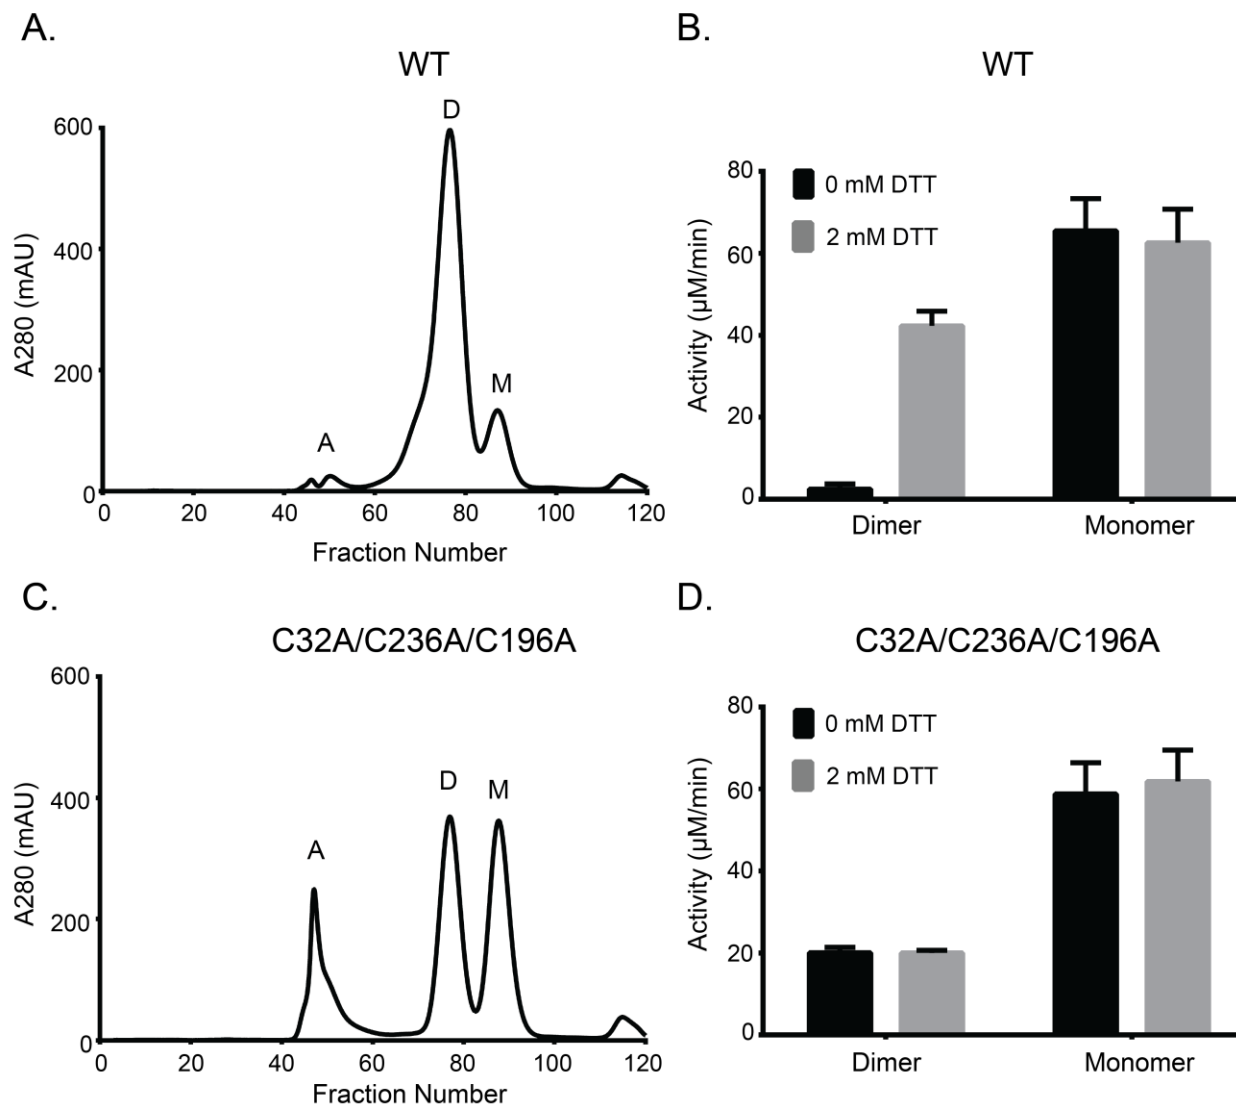 A.
WT
A280 (mAU)
600
400
200
0
A
D
M
0 20 40 60 80 100 120
Fraction Number
B.
WT
Activity (µM/min)
80
60
40
20
0
0 mM DTT
2 mM DTT
Dimer Monomer
C.
C32A/C236A/C196A
A280 (mAU)
600
400
200
0
A
D
M
0 20 40 60 80 100 120
Fraction Number
D.
C32A/C236A/C196A
Activity (µM/min)
80
60
40
20
0
0 mM DTT
2 mM DTT
Dimer Monomer